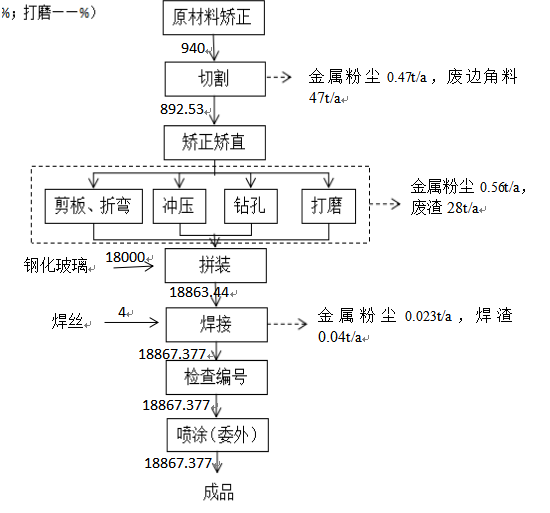 %；打磨——%）
原材料矫正
940
切割
金属粉尘 0.47t/a，废边角料
47t/a
892.53
矫正矫直
剪板、折弯
冲压
钻孔
打磨
金属粉尘 0.56t/a，
废渣 28t/a
钢化玻璃
18000
拼装
18863.44
焊丝
4
焊接
金属粉尘 0.023t/a，焊渣
0.04t/a
18867.377
检查编号
18867.377
喷涂（委外）
18867.377
成品